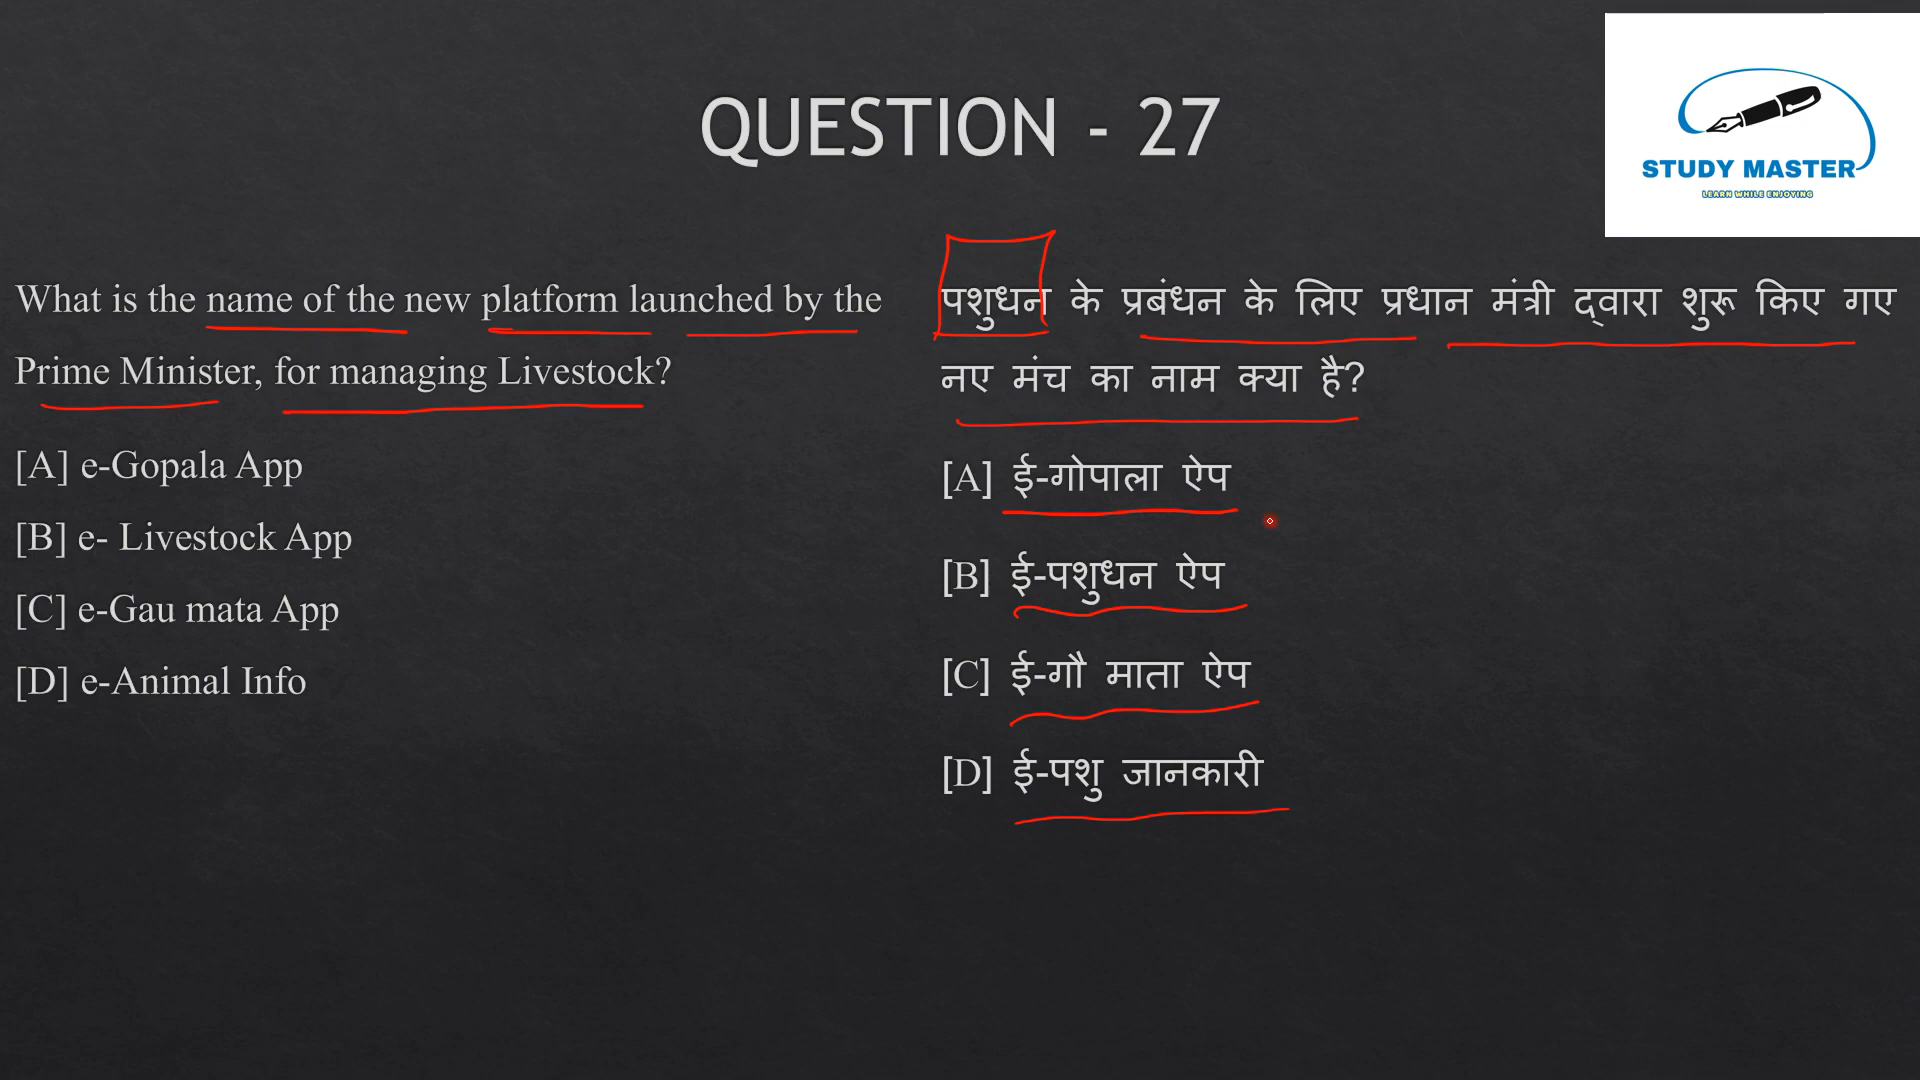 QUESTION - 27
STUDY MASTER
LEARN WHILE ENJOYING
What is the name of the new platform launched by the
Prime Minister, for managing Livestock?
[A] e-Gopala App
[B] e- Livestock App
[C] e-Gau mata App
[D] e-Animal Info
पशुधन के प्रबंधन के लिए प्रधान मंत्री द्वारा शुरू किए गए
नए मंच का नाम क्या है?
[A] ई-गोपाला ऐप
[B] ई-पशुधन ऐप
[C] ई-गौ माता ऐप
[D] ई-पशु जानकारी